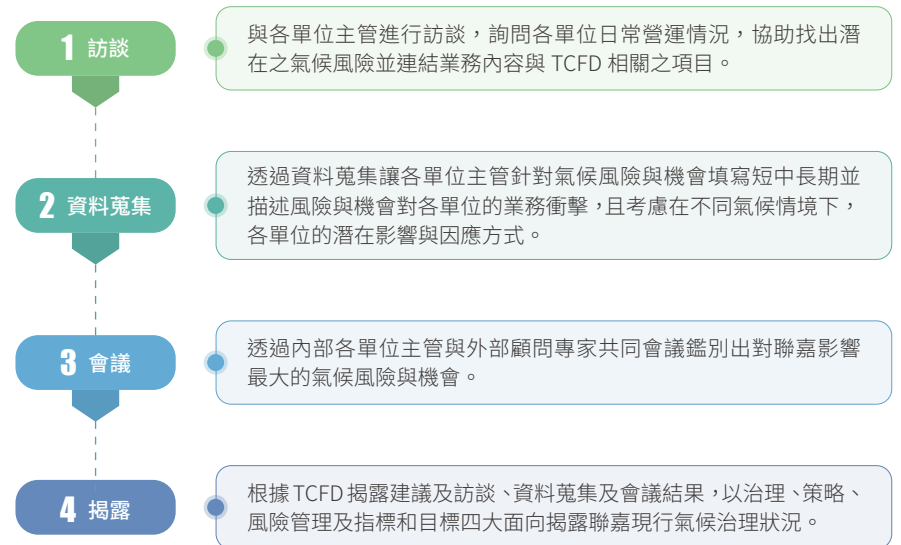 1 訪談
與各單位主管進行訪談，詢問各單位日常營運情況，協助找出潛
在之氣候風險並連結業務內容與 TCFD 相關之項目。
2 資料蒐集
透過資料蒐集讓各單位主管針對氣候風險與機會填寫短中長期並
描述風險與機會對各單位的業務衝擊，且考慮在不同氣候情境下，
各單位的潛在影響與因應方式。
3 會議
透過內部各單位主管與外部顧問專家共同會議鑑別出對聯嘉影響
最大的氣候風險與機會。
4 揭露
根據 TCFD 揭露建議及訪談、資料蒐集及會議結果，以治理、策略、
風險管理及指標和目標四大面向揭露聯嘉現行氣候治理狀況。